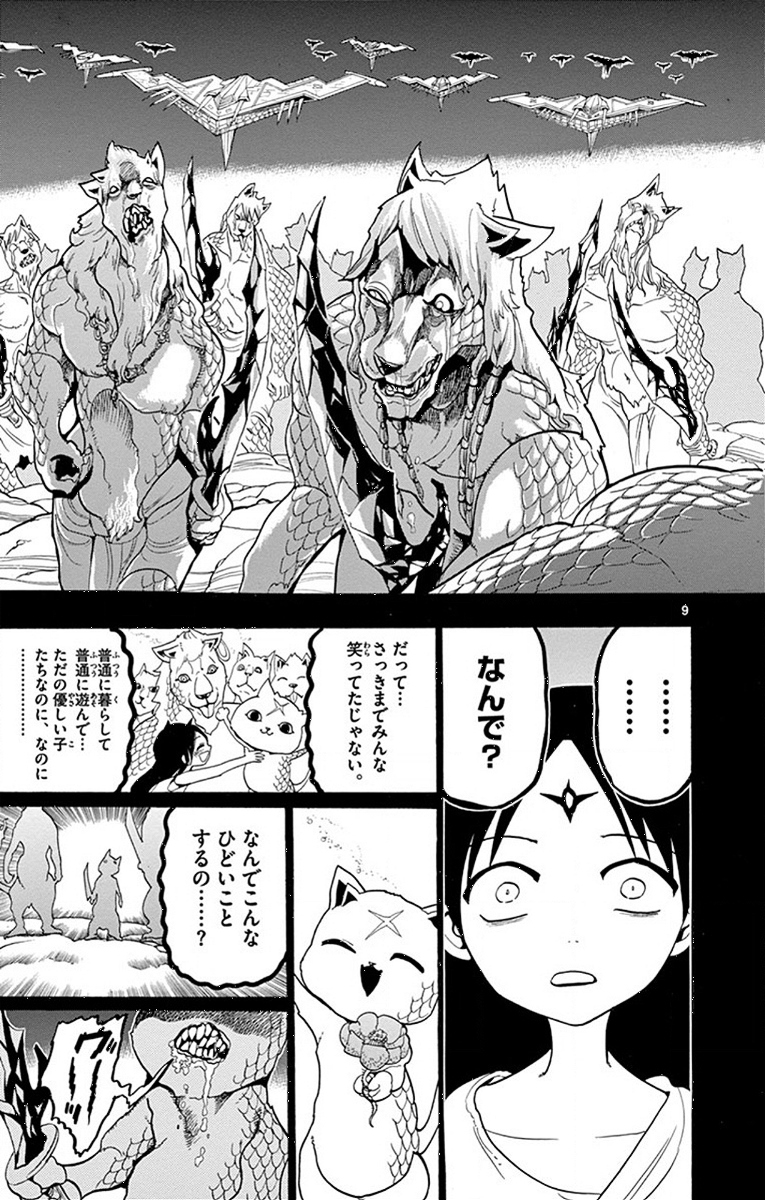 9
………
なんで？
だって…
さっきまでみんな
笑ってたじゃない。
普通に暮らして
普通に遊んで…
ただの優しい子
たちなのに、なのに
………………
なんでこんな
ひどいこと
するの……？